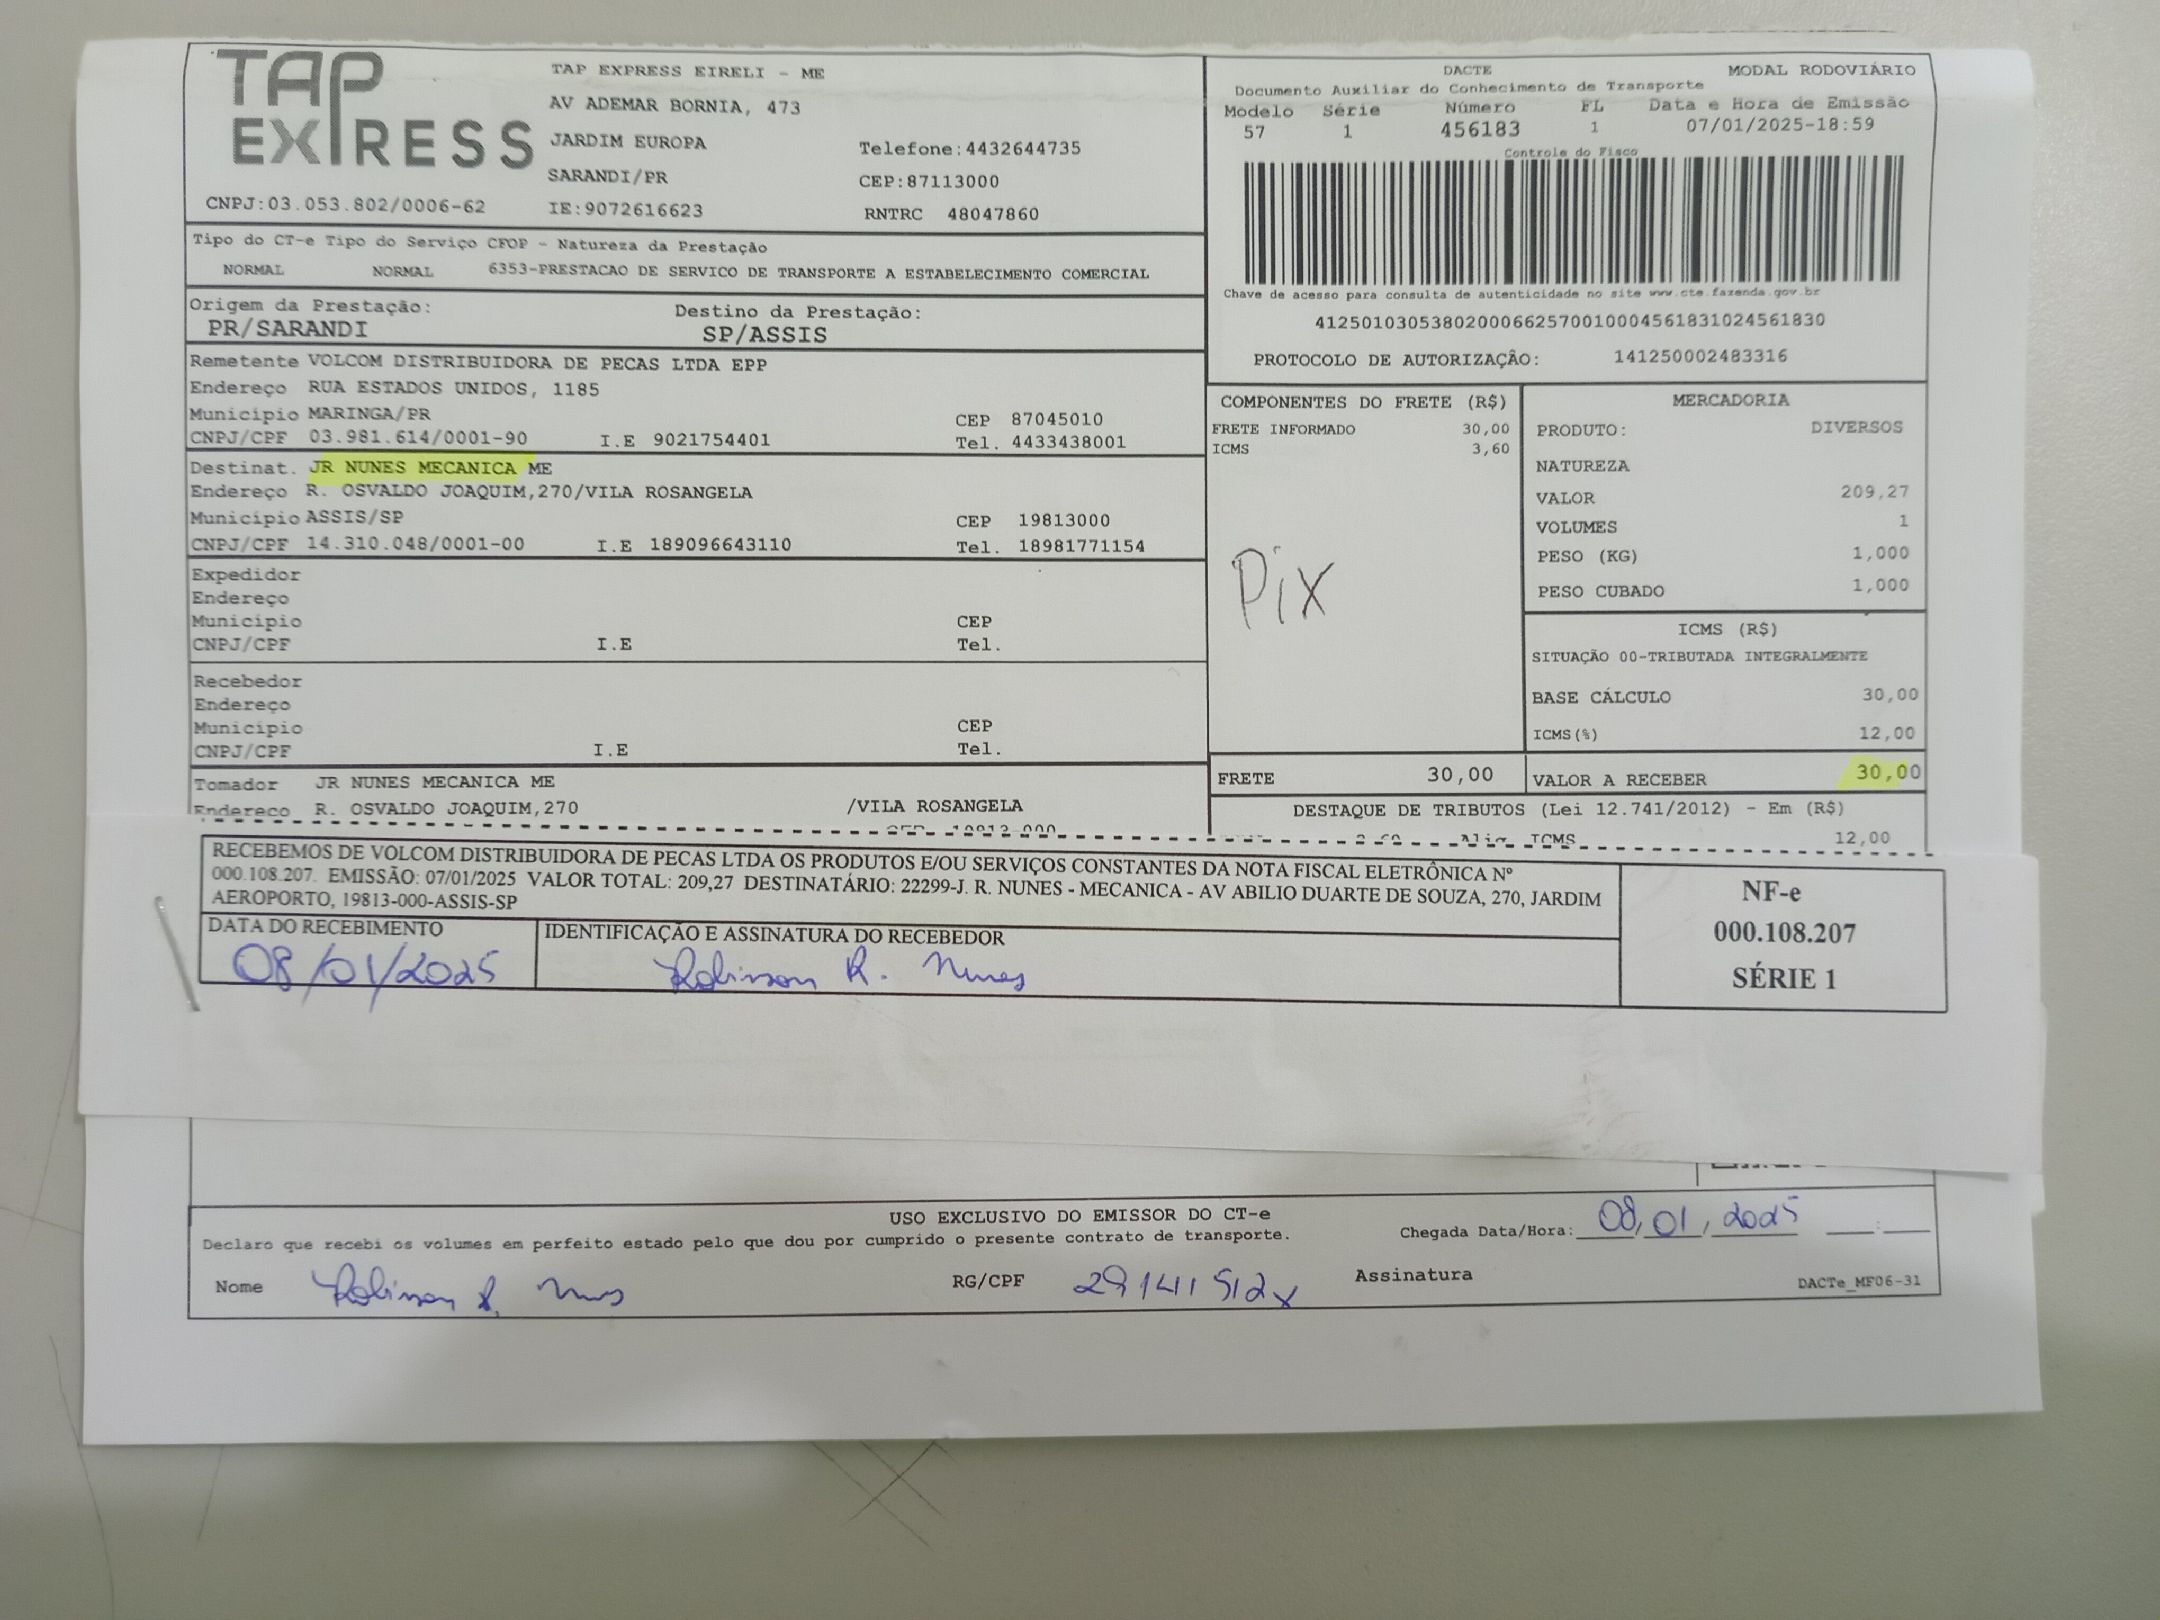 TAP EXPRESS
TAP EXPRESS EIRELI - ME
AV ADEMAR BORNIA, 473
JARDIM EUROPA
Telefone:4432644735
SARANDI/PR
CEP:87113000
CNPJ:03.053.802/0006-62
IE:9072616623
RNTRC 48047860
DACTE
MODAL RODOVIÁRIO
Documento Auxiliar do Conhecimento de Transporte
Modelo Série Número FL Data e Hora de Emissão
57 1 456183 1 07/01/2025-18:59
Controle do Fisco
Chave de acesso para consulta de autenticidade no site www.cte.fazenda.gov.br
41250103053802000662570010004561831024561830
PROTOCOLO DE AUTORIZAÇÃO: 141250002483316
Tipo do CT-e Tipo do Serviço CFOP - Natureza da Prestação
NORMAL NORMAL 6353-PRESTACAO DE SERVICO DE TRANSPORTE A ESTABELECIMENTO COMERCIAL
Origem da Prestação: Destino da Prestação:
PR/SARANDI SP/ASSIS
Remetente VOLCOM DISTRIBUIDORA DE PECAS LTDA EPP
Endereço RUA ESTADOS UNIDOS, 1185
Município MARINGA/PR CEP 87045010
CNPJ/CPF 03.981.614/0001-90 I.E 9021754401 Tel. 4433438001
Destinat. JR NUNES MECANICA ME
Endereço R. OSVALDO JOAQUIM,270/VILA ROSANGELA
Município ASSIS/SP CEP 19813000
CNPJ/CPF 14.310.048/0001-00 I.E 189096643110 Tel. 18981771154
Expedidor
Endereço
Município CEP
CNPJ/CPF I.E Tel.
Recebedor
Endereço
Município CEP
CNPJ/CPF I.E Tel.
Tomador JR NUNES MECANICA ME
Endereço R. OSVALDO JOAQUIM,270 /VILA ROSANGELA
COMPONENTES DO FRETE (R$)
FRETE INFORMADO 30,00
ICMS 3,60
Pix
FRETE 30,00
MERCADORIA
PRODUTO: DIVERSOS
NATUREZA
VALOR 209,27
VOLUMES 1
PESO (KG) 1,000
PESO CUBADO 1,000
ICMS (R$)
SITUAÇÃO 00-TRIBUTADA INTEGRALMENTE
BASE CÁLCULO 30,00
ICMS(%) 12,00
VALOR A RECEBER 30,00
DESTAQUE DE TRIBUTOS (Lei 12.741/2012) - Em (R$)
ICMS 12,00
RECEBEMOS DE VOLCOM DISTRIBUIDORA DE PECAS LTDA OS PRODUTOS E/OU SERVIÇOS CONSTANTES DA NOTA FISCAL ELETRÔNICA Nº
000.108.207. EMISSÃO: 07/01/2025 VALOR TOTAL: 209,27 DESTINATÁRIO: 22299-J. R. NUNES - MECANICA - AV ABILIO DUARTE DE SOUZA, 270, JARDIM
AEROPORTO, 19813-000-ASSIS-SP
DATA DO RECEBIMENTO
08/01/2025
IDENTIFICAÇÃO E ASSINATURA DO RECEBEDOR
Robinson R. Nunes
NF-e
000.108.207
SÉRIE 1
USO EXCLUSIVO DO EMISSOR DO CT-e
Declaro que recebi os volumes em perfeito estado pelo que dou por cumprido o presente contrato de transporte.
Chegada Data/Hora: 08/01/2025 :
Nome Robinson R. Nunes RG/CPF Assinatura
DACTe_MF06-31